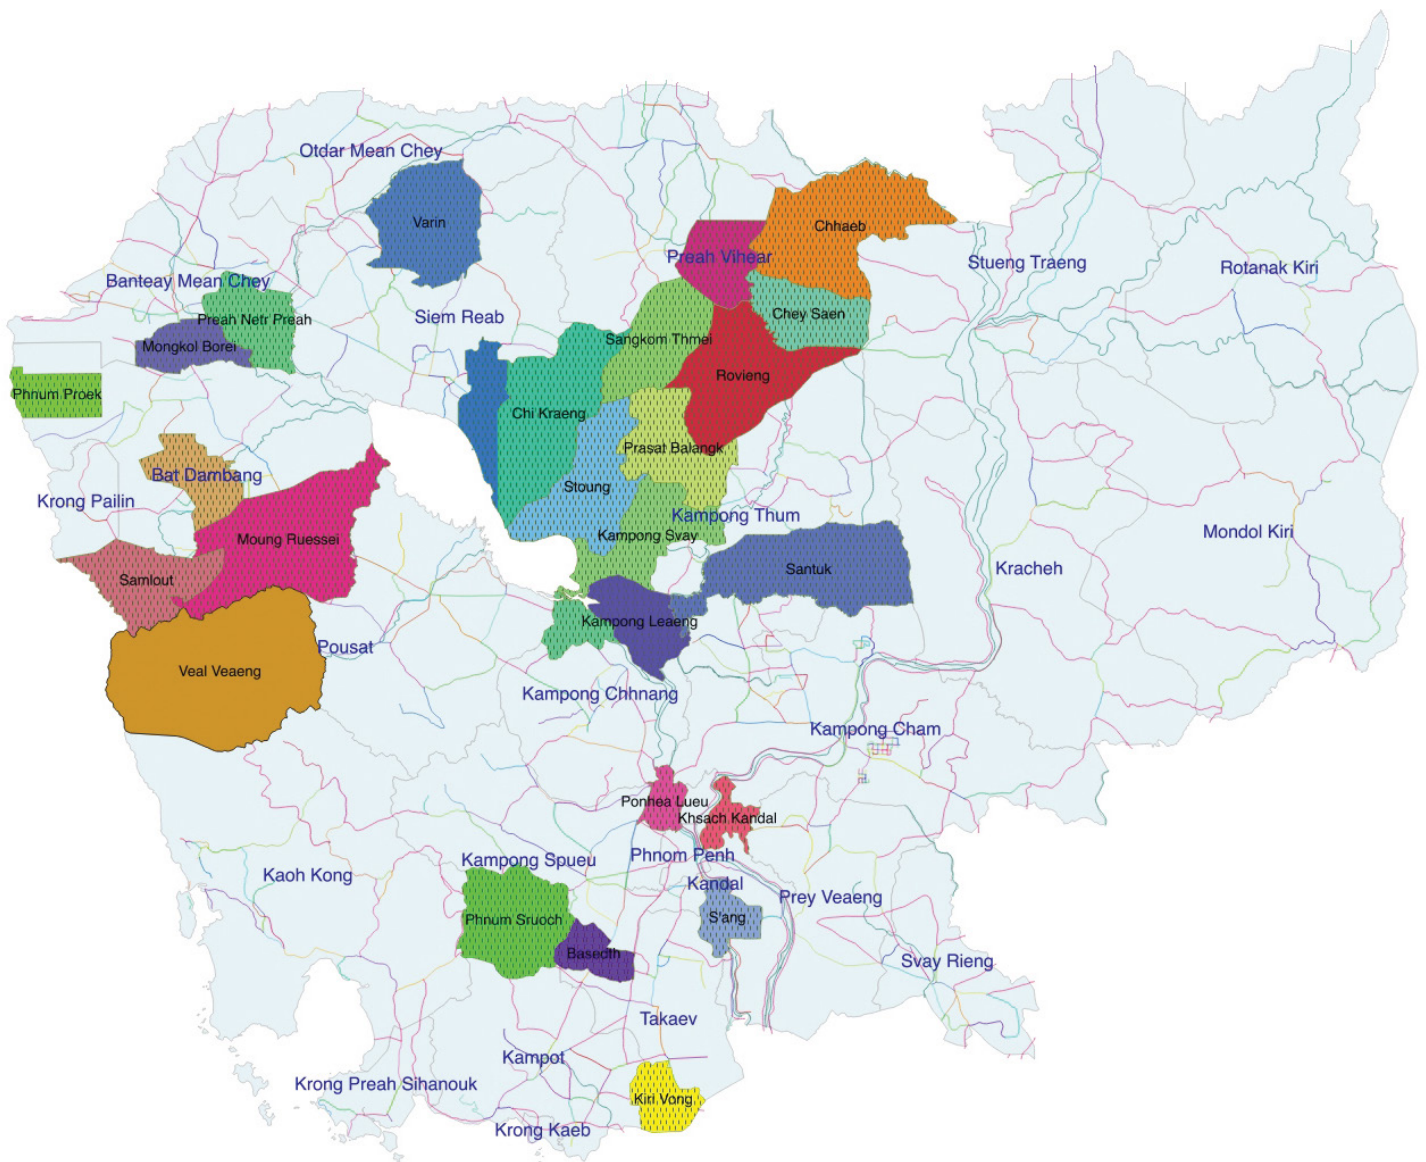 Otdar Mean Chey
Varin
Chhaeb
Preah Vihear
Stueng Traeng
Rotanak Kiri
Banteay Mean Chey
Preah Netr Preah
Siem Reab
Chey Saen
Mongkol Borei
Sangkom Thmei
Rovieng
Phnum Proek
Chi Kraeng
Prasat Balangk
Bat Dambang
Stoung
Krong Pailin
Kampong Thum
Kampong Svay
Moung Ruessei
Mondol Kiri
Santuk
Kracheh
Samlout
Kampong Leaeng
Pousat
Veal Veaeng
Kampong Chhnang
Kampong Cham
Ponhea Lueu
Khsach Kandal
Phnom Penh
Kampong Spueu
Kaoh Kong
Kandal
Prey Veaeng
Phnum Sruoch
S'ang
Basedth
Svay Rieng
Takaev
Kampot
Krong Preah Sihanouk
Kiri Vong
Krong Kaeb